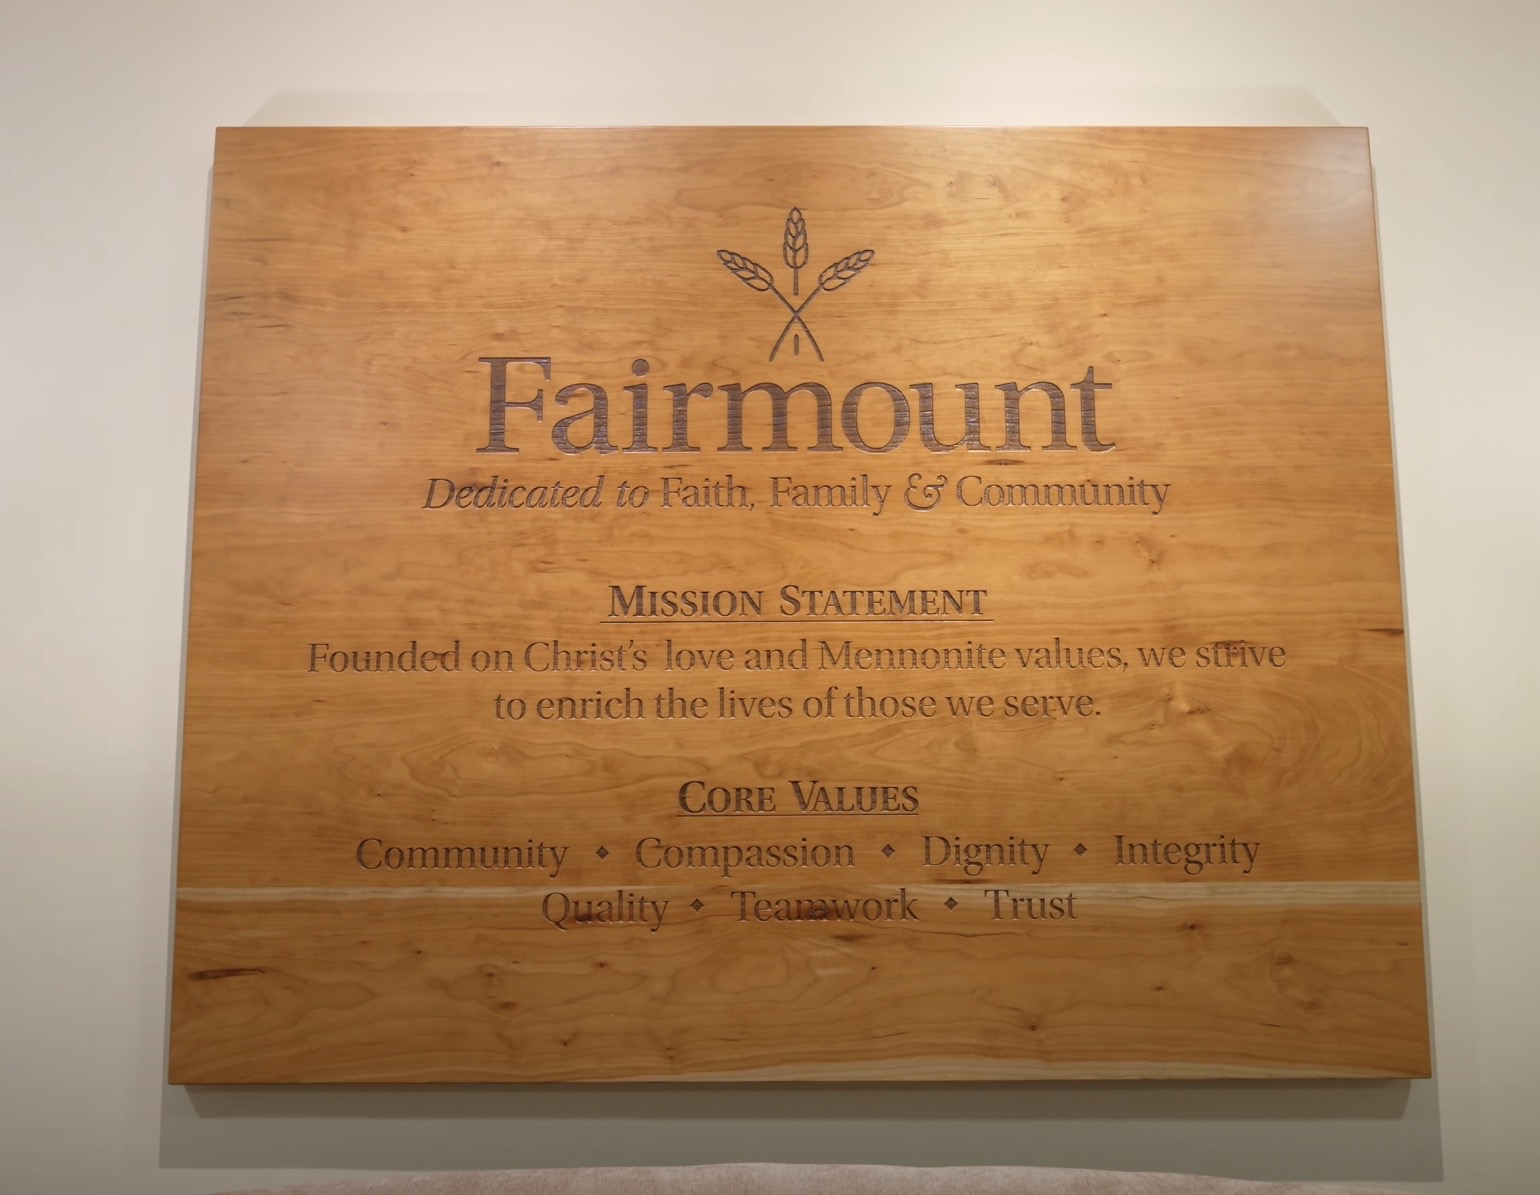 Fairmount
Dedicated to Faith, Family & Community
MISSION STATEMENT
Founded on Christ's love and Mennonite values, we strive
to enrich the lives of those we serve.
CORE VALUES
Community ⬥ Compassion ⬥ Dignity ⬥ Integrity
Quality ⬥ Teamwork ⬥ Trust